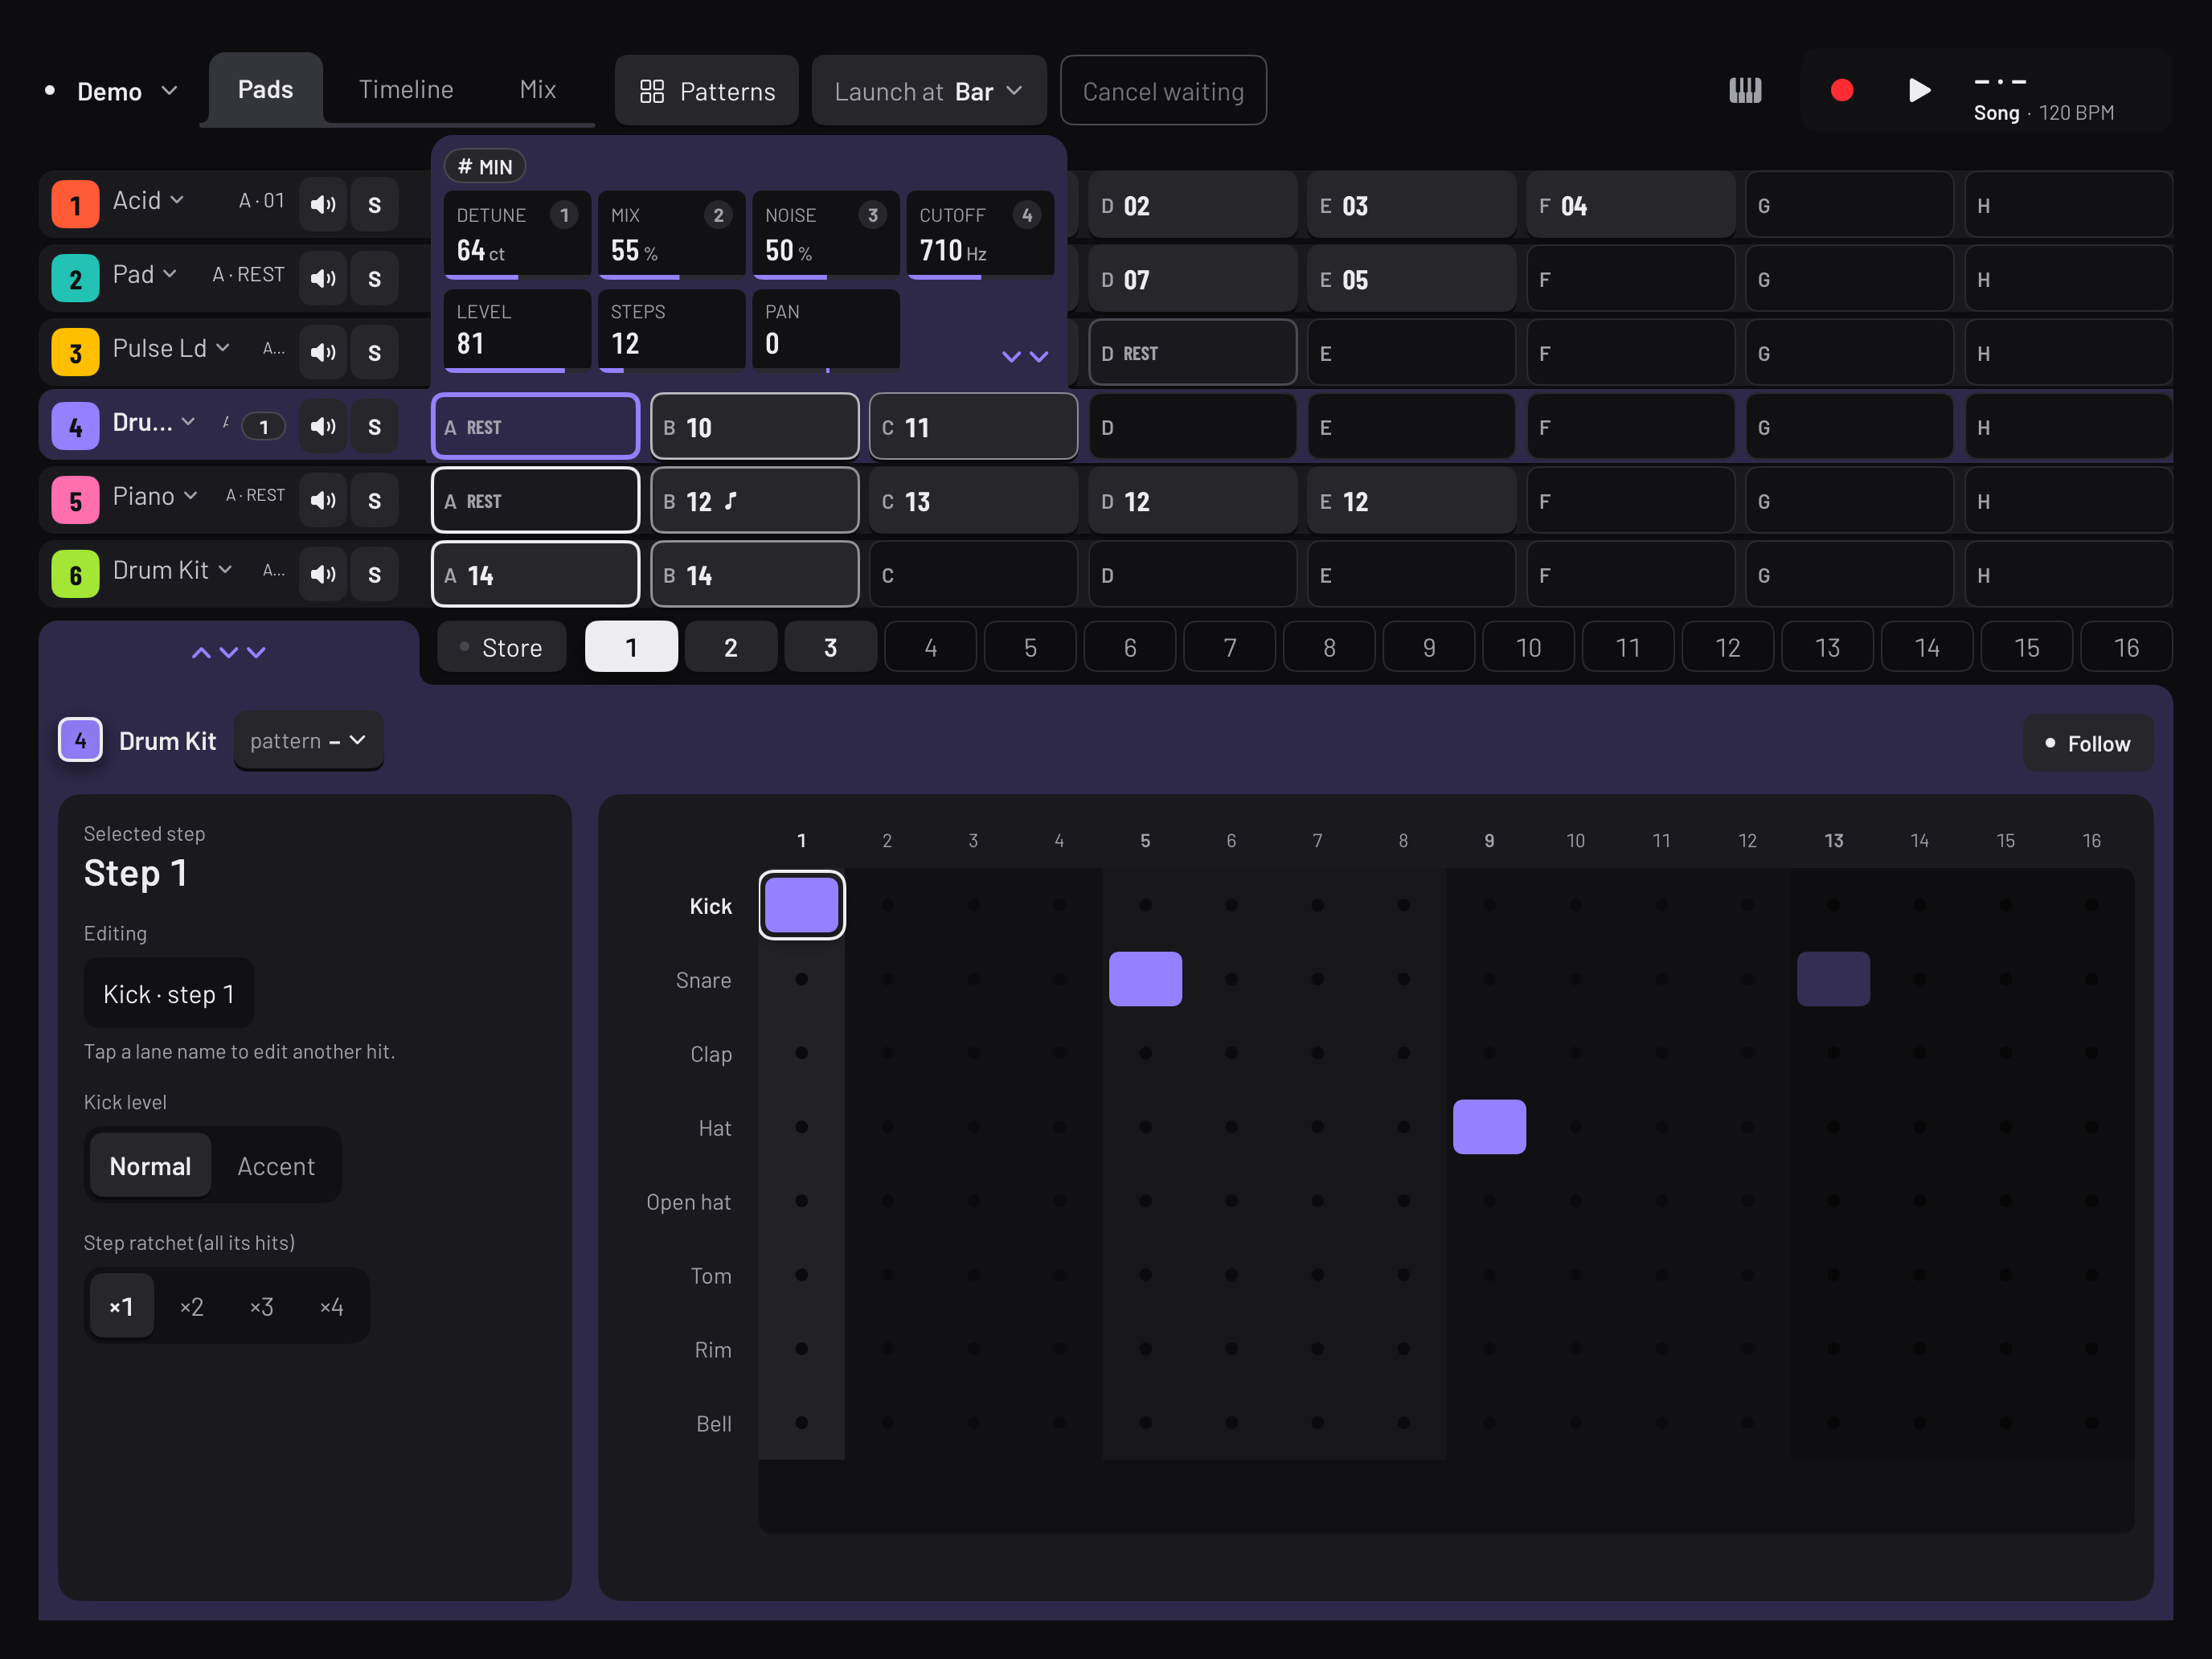 Demo Pads Timeline Mix Patterns Launch at Bar Cancel waiting
Song · 120 BPM
# MIN
DETUNE 1 MIX 2 NOISE 3 CUTOFF 4
64 ct 55 % 50 % 710 Hz
LEVEL STEPS PAN
81 12 0
1 Acid A · 01 S D 02 E 03 F 04 G H
2 Pad A · REST S D 07 E 05 F G H
3 Pulse Ld A... S D REST E F G H
4 Dru... 1 S A REST B 10 C 11 D E F G H
5 Piano A · REST S A REST B 12 C 13 D 12 E 12 F G H
6 Drum Kit A... S A 14 B 14 C D E F G H
Store 1 2 3 4 5 6 7 8 9 10 11 12 13 14 15 16
4 Drum Kit pattern – Follow
Selected step
Step 1
Editing
Kick · step 1
Tap a lane name to edit another hit.
Kick level
Normal Accent
Step ratchet (all its hits)
×1 ×2 ×3 ×4
1 2 3 4 5 6 7 8 9 10 11 12 13 14 15 16
Kick
Snare
Clap
Hat
Open hat
Tom
Rim
Bell